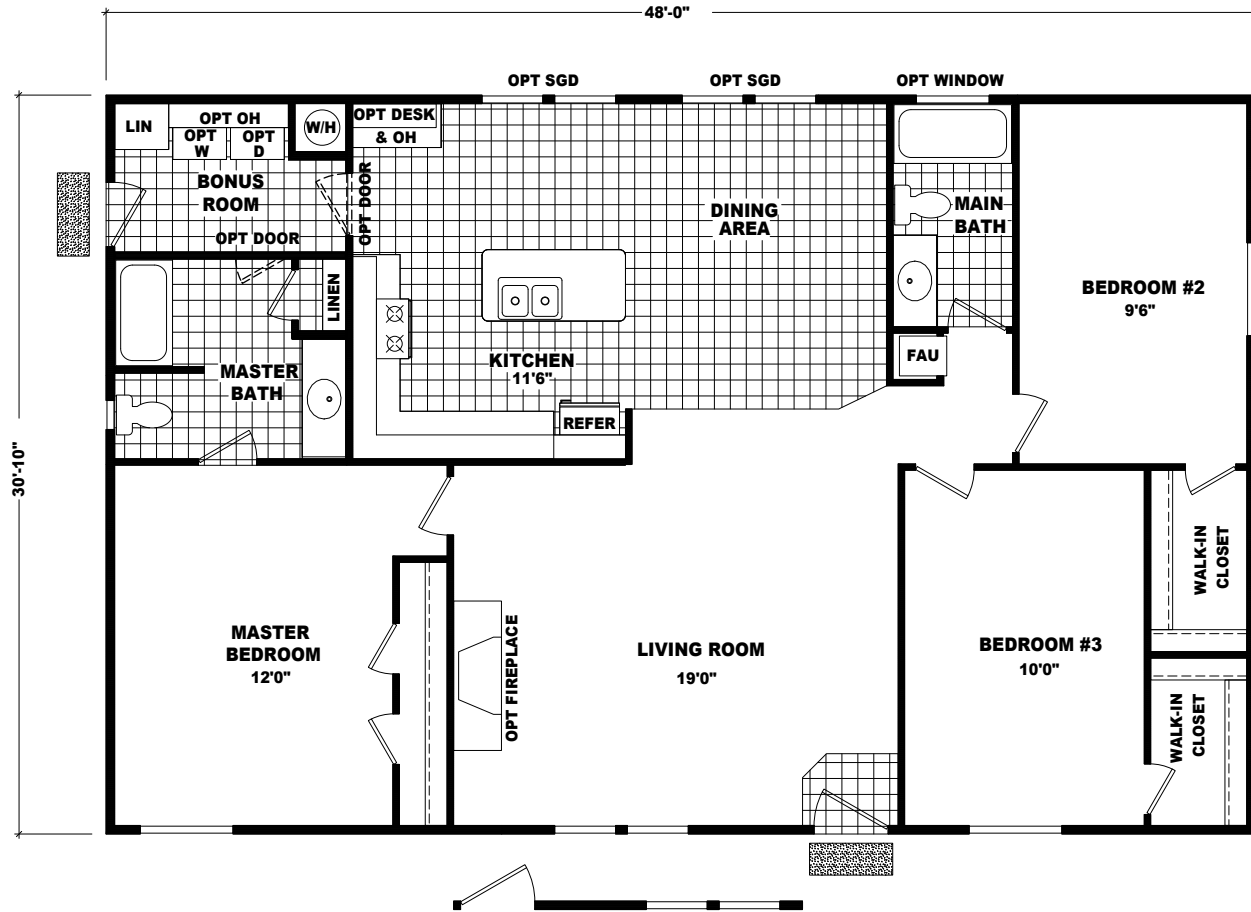 48'-0"
OPT SGD
OPT SGD
OPT WINDOW
LIN
OPT OH
OPT
W
OPT
D
W/H
OPT DESK
& OH
BONUS
ROOM
OPT DOOR
OPT DOOR
DINING
AREA
MAIN
BATH
BEDROOM #2
9'6"
LINEN
MASTER
BATH
KITCHEN
11'6"
REFER
FAU
30'-10"
MASTER
BEDROOM
12'0"
OPT FIREPLACE
LIVING ROOM
19'0"
BEDROOM #3
10'0"
WALK-IN
CLOSET
WALK-IN
CLOSET